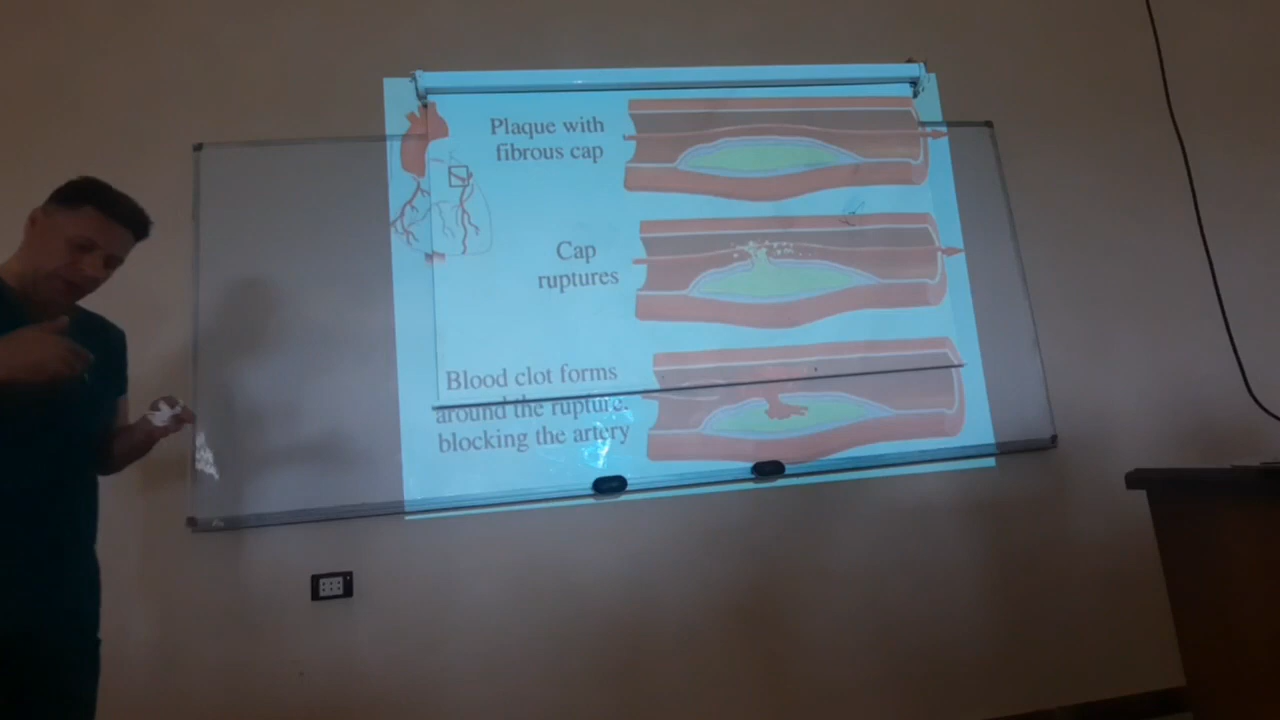 Plaque with
fibrous cap
Cap
ruptures
Blood clot forms
around the rupture,
blocking the artery